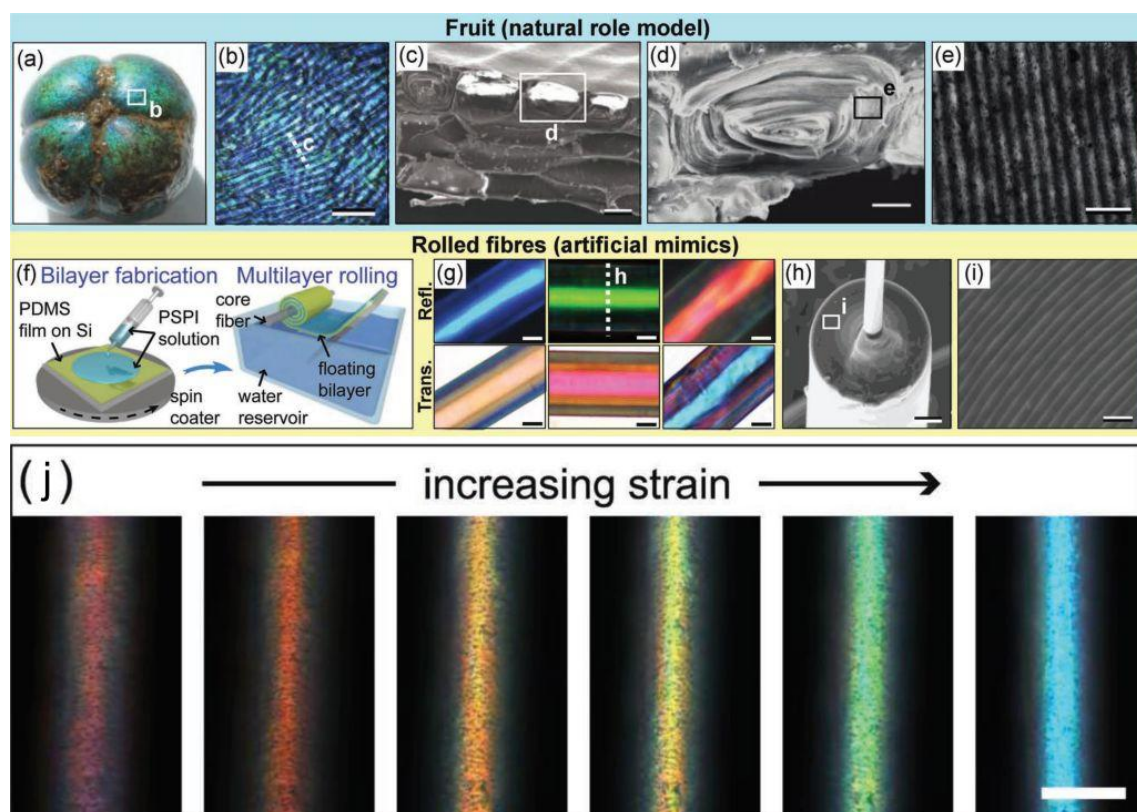 Fruit (natural role model)
(a)
b
(b)
c
(c)
d
(d)
e
(e)
Rolled fibres (artificial mimics)
(f) Bilayer fabrication
Multilayer rolling
PDMS
film on Si
PSPI
solution
spin
coater
core
fiber
water
reservoir
floating
bilayer
(g)
Refl.
Trans.
h
(h)
i
(i)
(j)
increasing strain